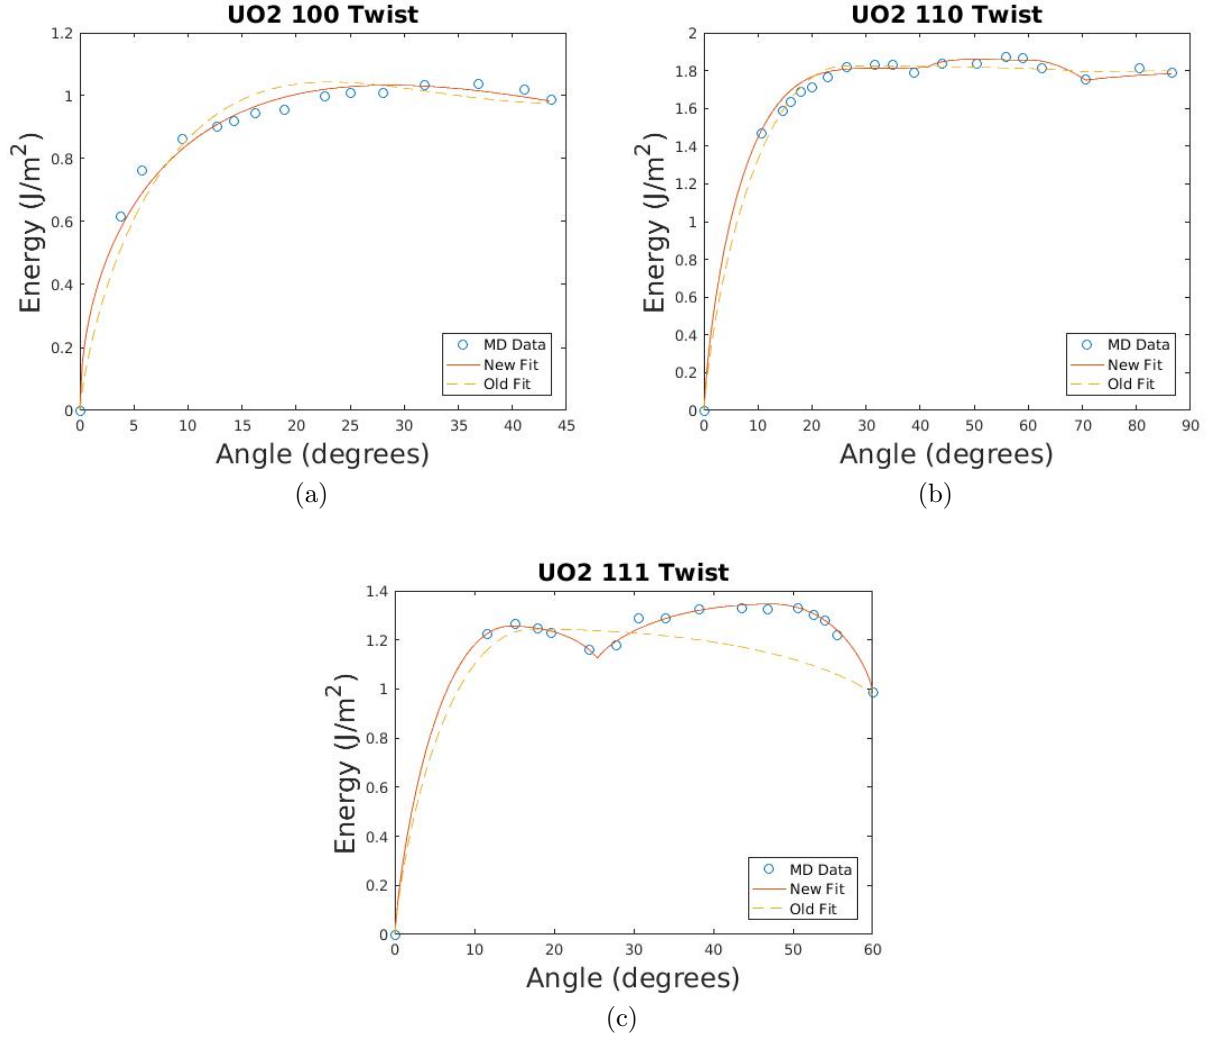 UO2 100 Twist
Energy (J/m²)
1.2
1
0.8
0.6
0.4
0.2
0
0 5 10 15 20 25 30 35 40 45
Angle (degrees)
MD Data
New Fit
Old Fit
(a)
UO2 110 Twist
Energy (J/m²)
2
1.8
1.6
1.4
1.2
1
0.8
0.6
0.4
0.2
0
0 10 20 30 40 50 60 70 80 90
Angle (degrees)
MD Data
New Fit
Old Fit
(b)
UO2 111 Twist
Energy (J/m²)
1.4
1.2
1
0.8
0.6
0.4
0.2
0
0 10 20 30 40 50 60
Angle (degrees)
MD Data
New Fit
Old Fit
(c)